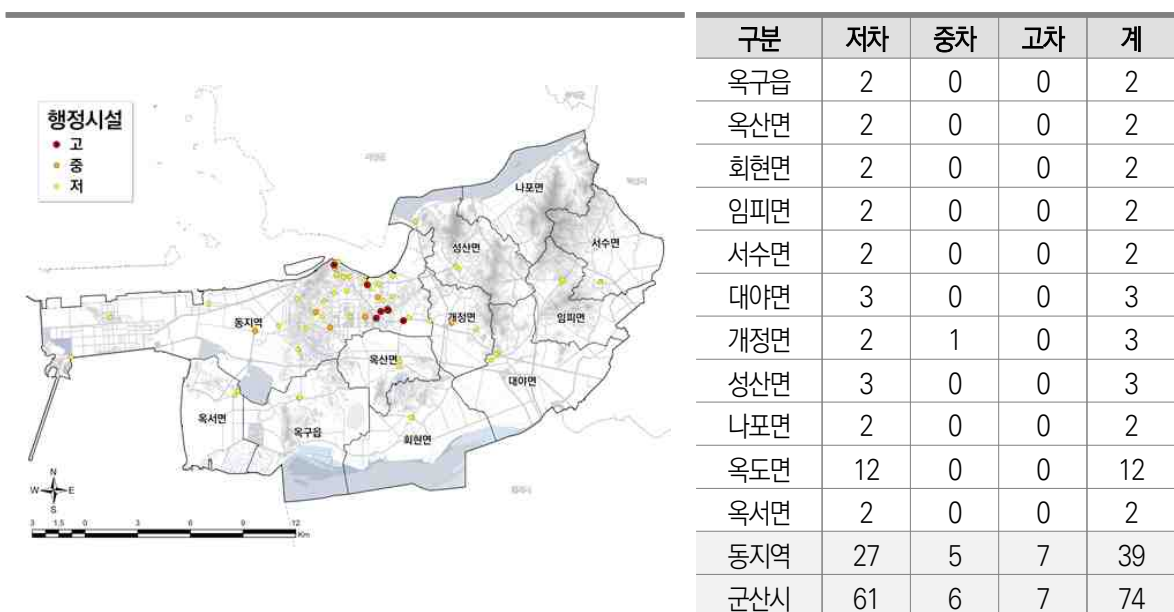 행정시설
고
중
저
나포면
성산면
서수면
동지역
개정면
임피면
옥산면
대야면
옥서면
옥구읍
회현면
N
W E
S
3 1.5 0 3 6 9 12
Km
구분 저차 중차 고차 계
옥구읍 2 0 0 2
옥산면 2 0 0 2
회현면 2 0 0 2
임피면 2 0 0 2
서수면 2 0 0 2
대야면 3 0 0 3
개정면 2 1 0 3
성산면 3 0 0 3
나포면 2 0 0 2
옥도면 12 0 0 12
옥서면 2 0 0 2
동지역 27 5 7 39
군산시 61 6 7 74